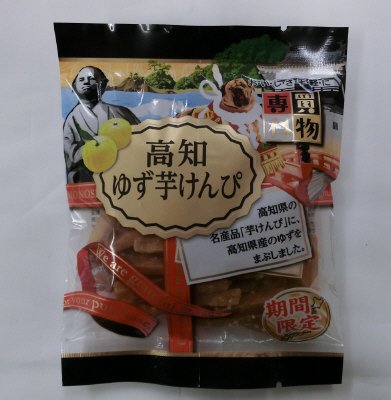 買物
専
高知
ゆず芋けんぴ
高知県の
名産品「芋けんぴ」に、
高知県産のゆずを
まぶしました。
We are
期間
限定